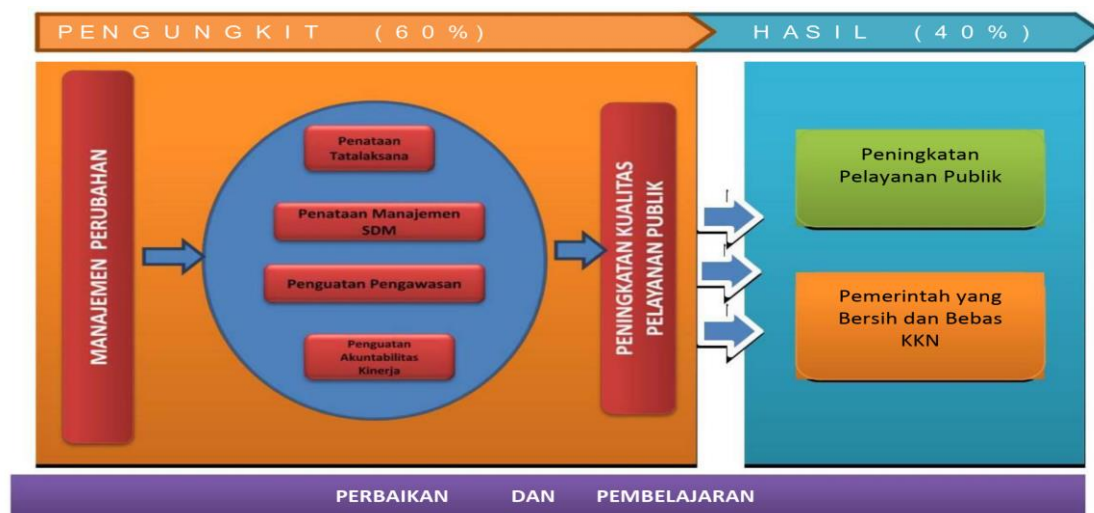 PENGUNGKIT (60%)
HASIL (40%)
MANAJEMEN PERUBAHAN
Penataan
Tatalaksana
Penataan Manajemen
SDM
Penguatan Pengawasan
Penguatan
Akuntabilitas
Kinerja
PENINGKATAN KUALITAS
PELAYANAN PUBLIK
Peningkatan
Pelayanan Publik
Pemerintah yang
Bersih dan Bebas
KKN
PERBAIKAN DAN PEMBELAJARAN